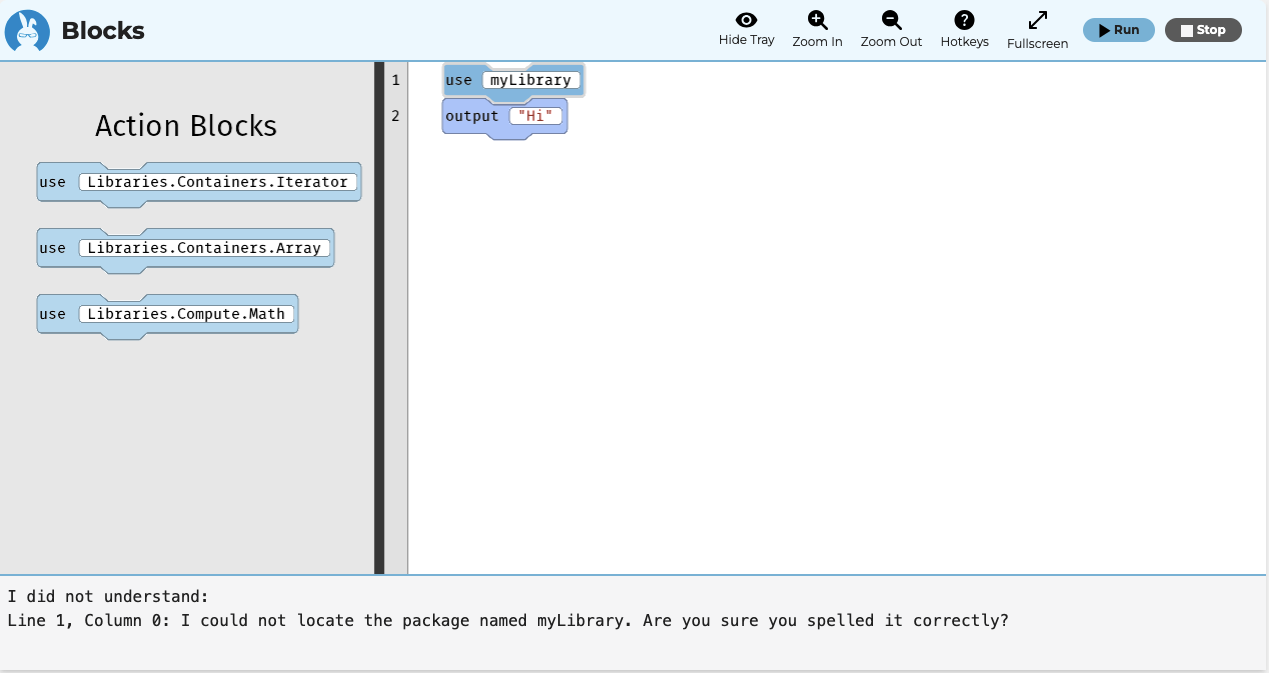 Blocks
Hide Tray
Zoom In
Zoom Out
Hotkeys
Fullscreen
Run
Stop
Action Blocks
use Libraries.Containers.Iterator
use Libraries.Containers.Array
use Libraries.Compute.Math
1 use myLibrary
2 output "Hi"
I did not understand:
Line 1, Column 0: I could not locate the package named myLibrary. Are you sure you spelled it correctly?